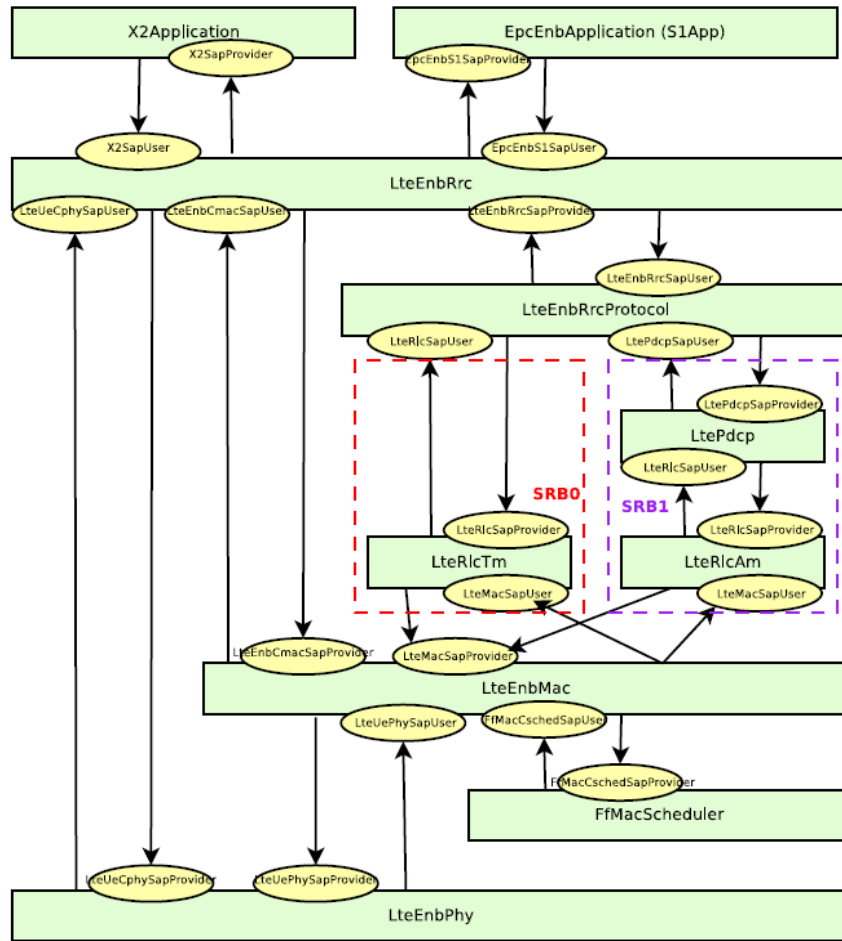 X2Application
EpcEnbApplication (S1App)
X2SapProvider
EpcEnbS1SapProvider
X2SapUser
EpcEnbS1SapUser
LteEnbRrc
LteUeCphySapUser
LteEnbCmacSapUser
LteEnbRrcSapProvider
LteEnbRrcSapUser
LteEnbRrcProtocol
LteRlcSapUser
LtePdcpSapUser
LtePdcpSapProvider
LtePdcp
LteRlcSapUser
SRB0
SRB1
LteRlcSapProvider
LteRlcSapProvider
LteRlcTm
LteRlcAm
LteMacSapUser
LteMacSapUser
LteEnbCmacSapProvider
LteMacSapProvider
LteEnbMac
LteUePhySapUser
FfMacCschedSapUser
FfMacCschedSapProvider
FfMacScheduler
LteUeCphySapProvider
LteUePhySapProvider
LteEnbPhy